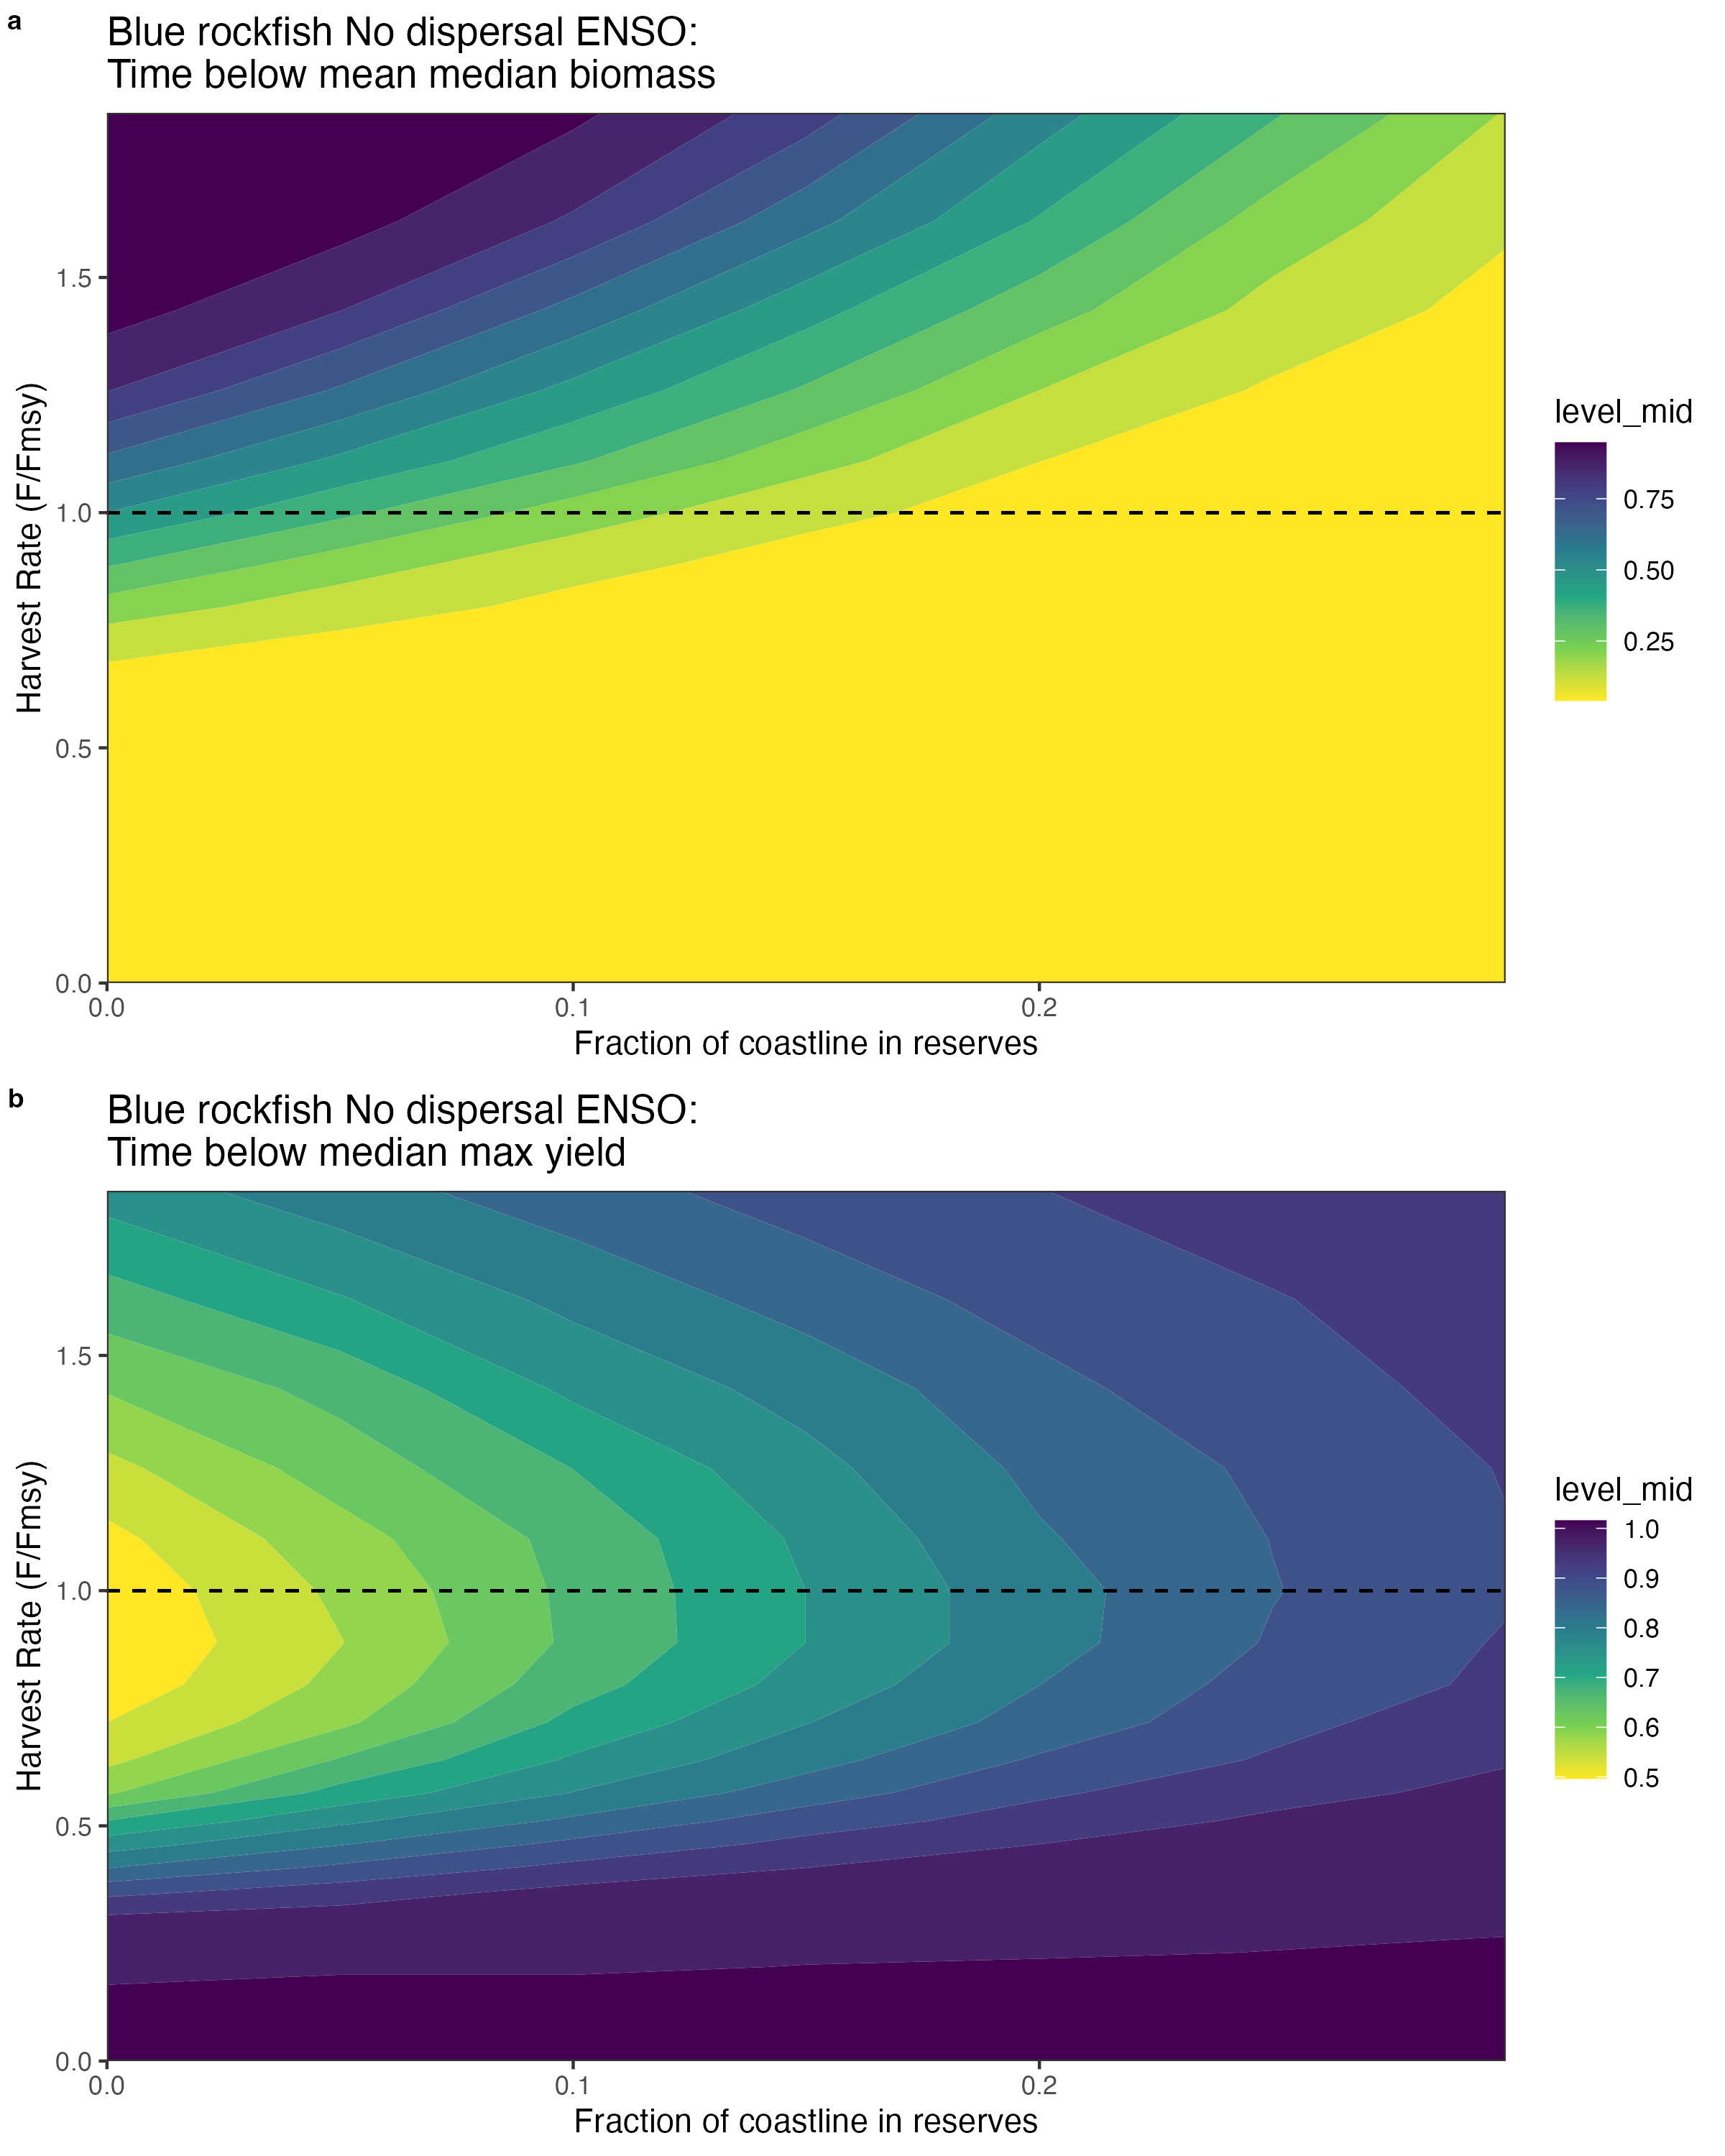 a
Blue rockfish No dispersal ENSO:
Time below mean median biomass
Harvest Rate (F/Fmsy)
1.5
1.0
0.5
0.0
0.0
0.1
0.2
Fraction of coastline in reserves
level_mid
0.75
0.50
0.25
b
Blue rockfish No dispersal ENSO:
Time below median max yield
Harvest Rate (F/Fmsy)
1.5
1.0
0.5
0.0
0.0
0.1
0.2
Fraction of coastline in reserves
level_mid
1.0
0.9
0.8
0.7
0.6
0.5